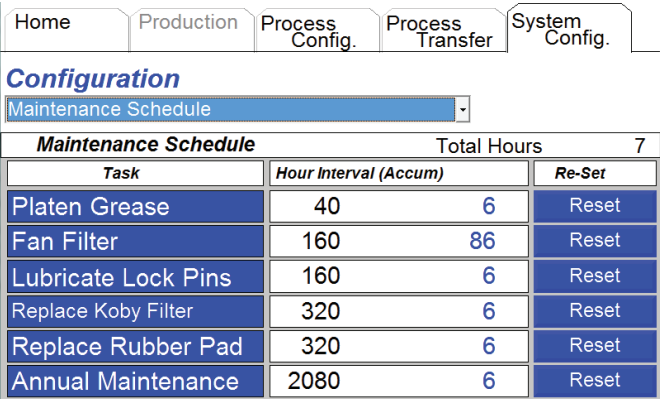 Home Production Process Config. Process Transfer System Config.
Configuration
Maintenance Schedule
Maintenance Schedule Total Hours 7
Task Hour Interval (Accum) Re-Set
Platen Grease 40 6 Reset
Fan Filter 160 86 Reset
Lubricate Lock Pins 160 6 Reset
Replace Koby Filter 320 6 Reset
Replace Rubber Pad 320 6 Reset
Annual Maintenance 2080 6 Reset